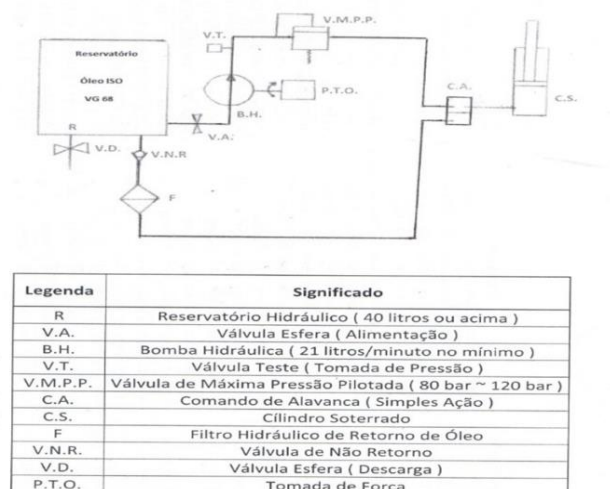 V.M.P.P.
V.T.
Reservatório
Óleo ISO
VG 68
P.T.O.
C.A.
C.S.
B.H.
R
V.A.
V.D.
V.N.R
F
Legenda Significado
R Reservatório Hidráulico ( 40 litros ou acima )
V.A. Válvula Esfera ( Alimentação )
B.H. Bomba Hidráulica ( 21 litros/minuto no mínimo )
V.T. Válvula Teste ( Tomada de Pressão )
V.M.P.P. Válvula de Máxima Pressão Pilotada ( 80 bar ~ 120 bar )
C.A. Comando de Alavanca ( Simples Ação )
C.S. Cílindro Soterrado
F Filtro Hidráulico de Retorno de Óleo
V.N.R. Válvula de Não Retorno
V.D. Válvula Esfera ( Descarga )
P.T.O. Tomada de Força